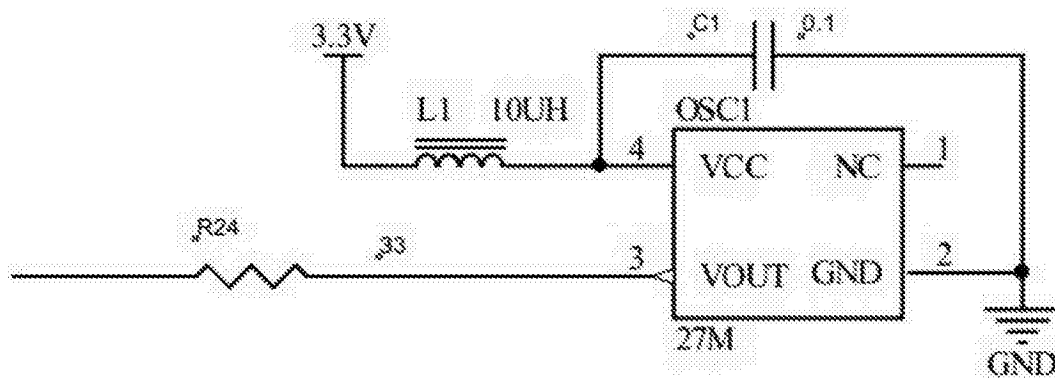 C1 0.1
3.3V
L1 10UH OSC1
4 VCC NC 1
R24 33 3 VOUT GND 2
27M
GND